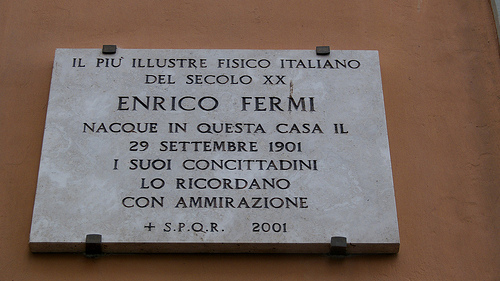 IL PIU' ILLUSTRE FISICO ITALIANO
DEL SECOLO XX
ENRICO FERMI
NACQUE IN QUESTA CASA IL
29 SETTEMBRE 1901
I SUOI CONCITTADINI
LO RICORDANO
CON AMMIRAZIONE
+ S.P.Q.R. 2001